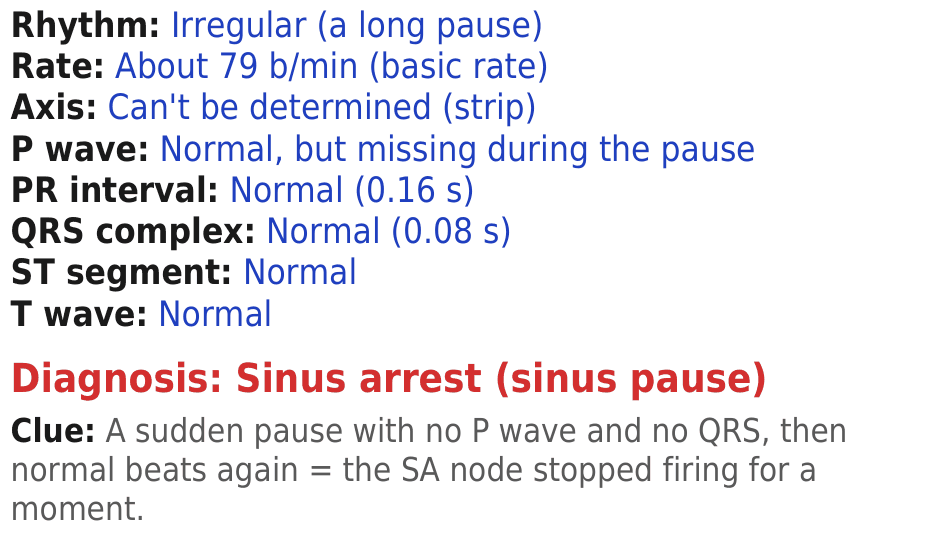 Rhythm: Irregular (a long pause)
Rate: About 79 b/min (basic rate)
Axis: Can't be determined (strip)
P wave: Normal, but missing during the pause
PR interval: Normal (0.16 s)
QRS complex: Normal (0.08 s)
ST segment: Normal
T wave: Normal
Diagnosis: Sinus arrest (sinus pause)
Clue: A sudden pause with no P wave and no QRS, then
normal beats again = the SA node stopped firing for a
moment.